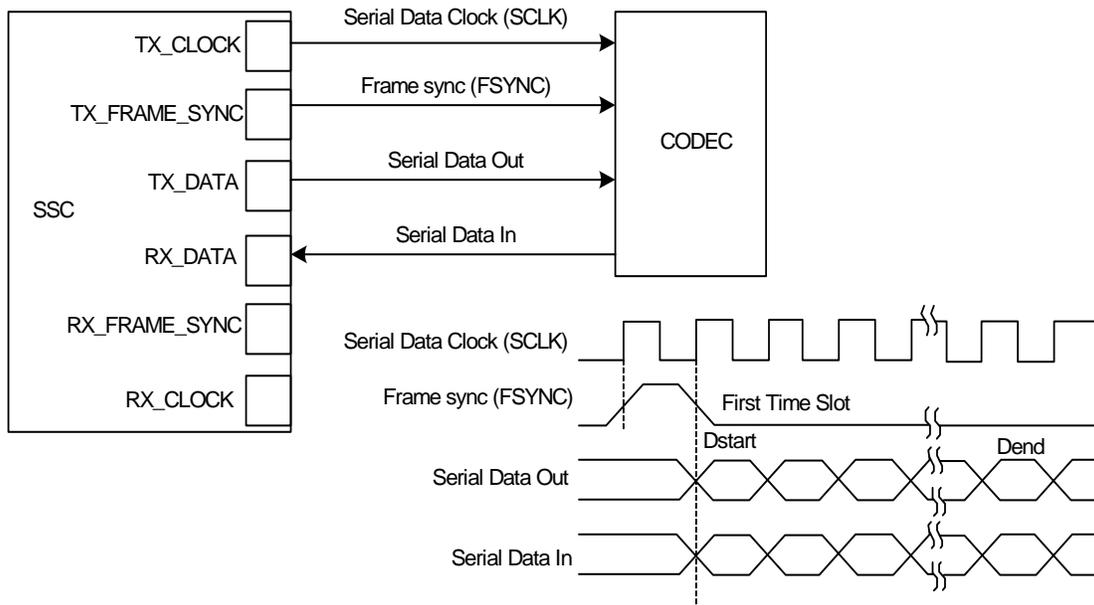 Serial Data Clock (SCLK)
TX_CLOCK
Frame sync (FSYNC)
TX_FRAME_SYNC
CODEC
Serial Data Out
TX_DATA
SSC
Serial Data In
RX_DATA
RX_FRAME_SYNC
RX_CLOCK
Serial Data Clock (SCLK)
Frame sync (FSYNC)
First Time Slot
Dstart
Dend
Serial Data Out
Serial Data In